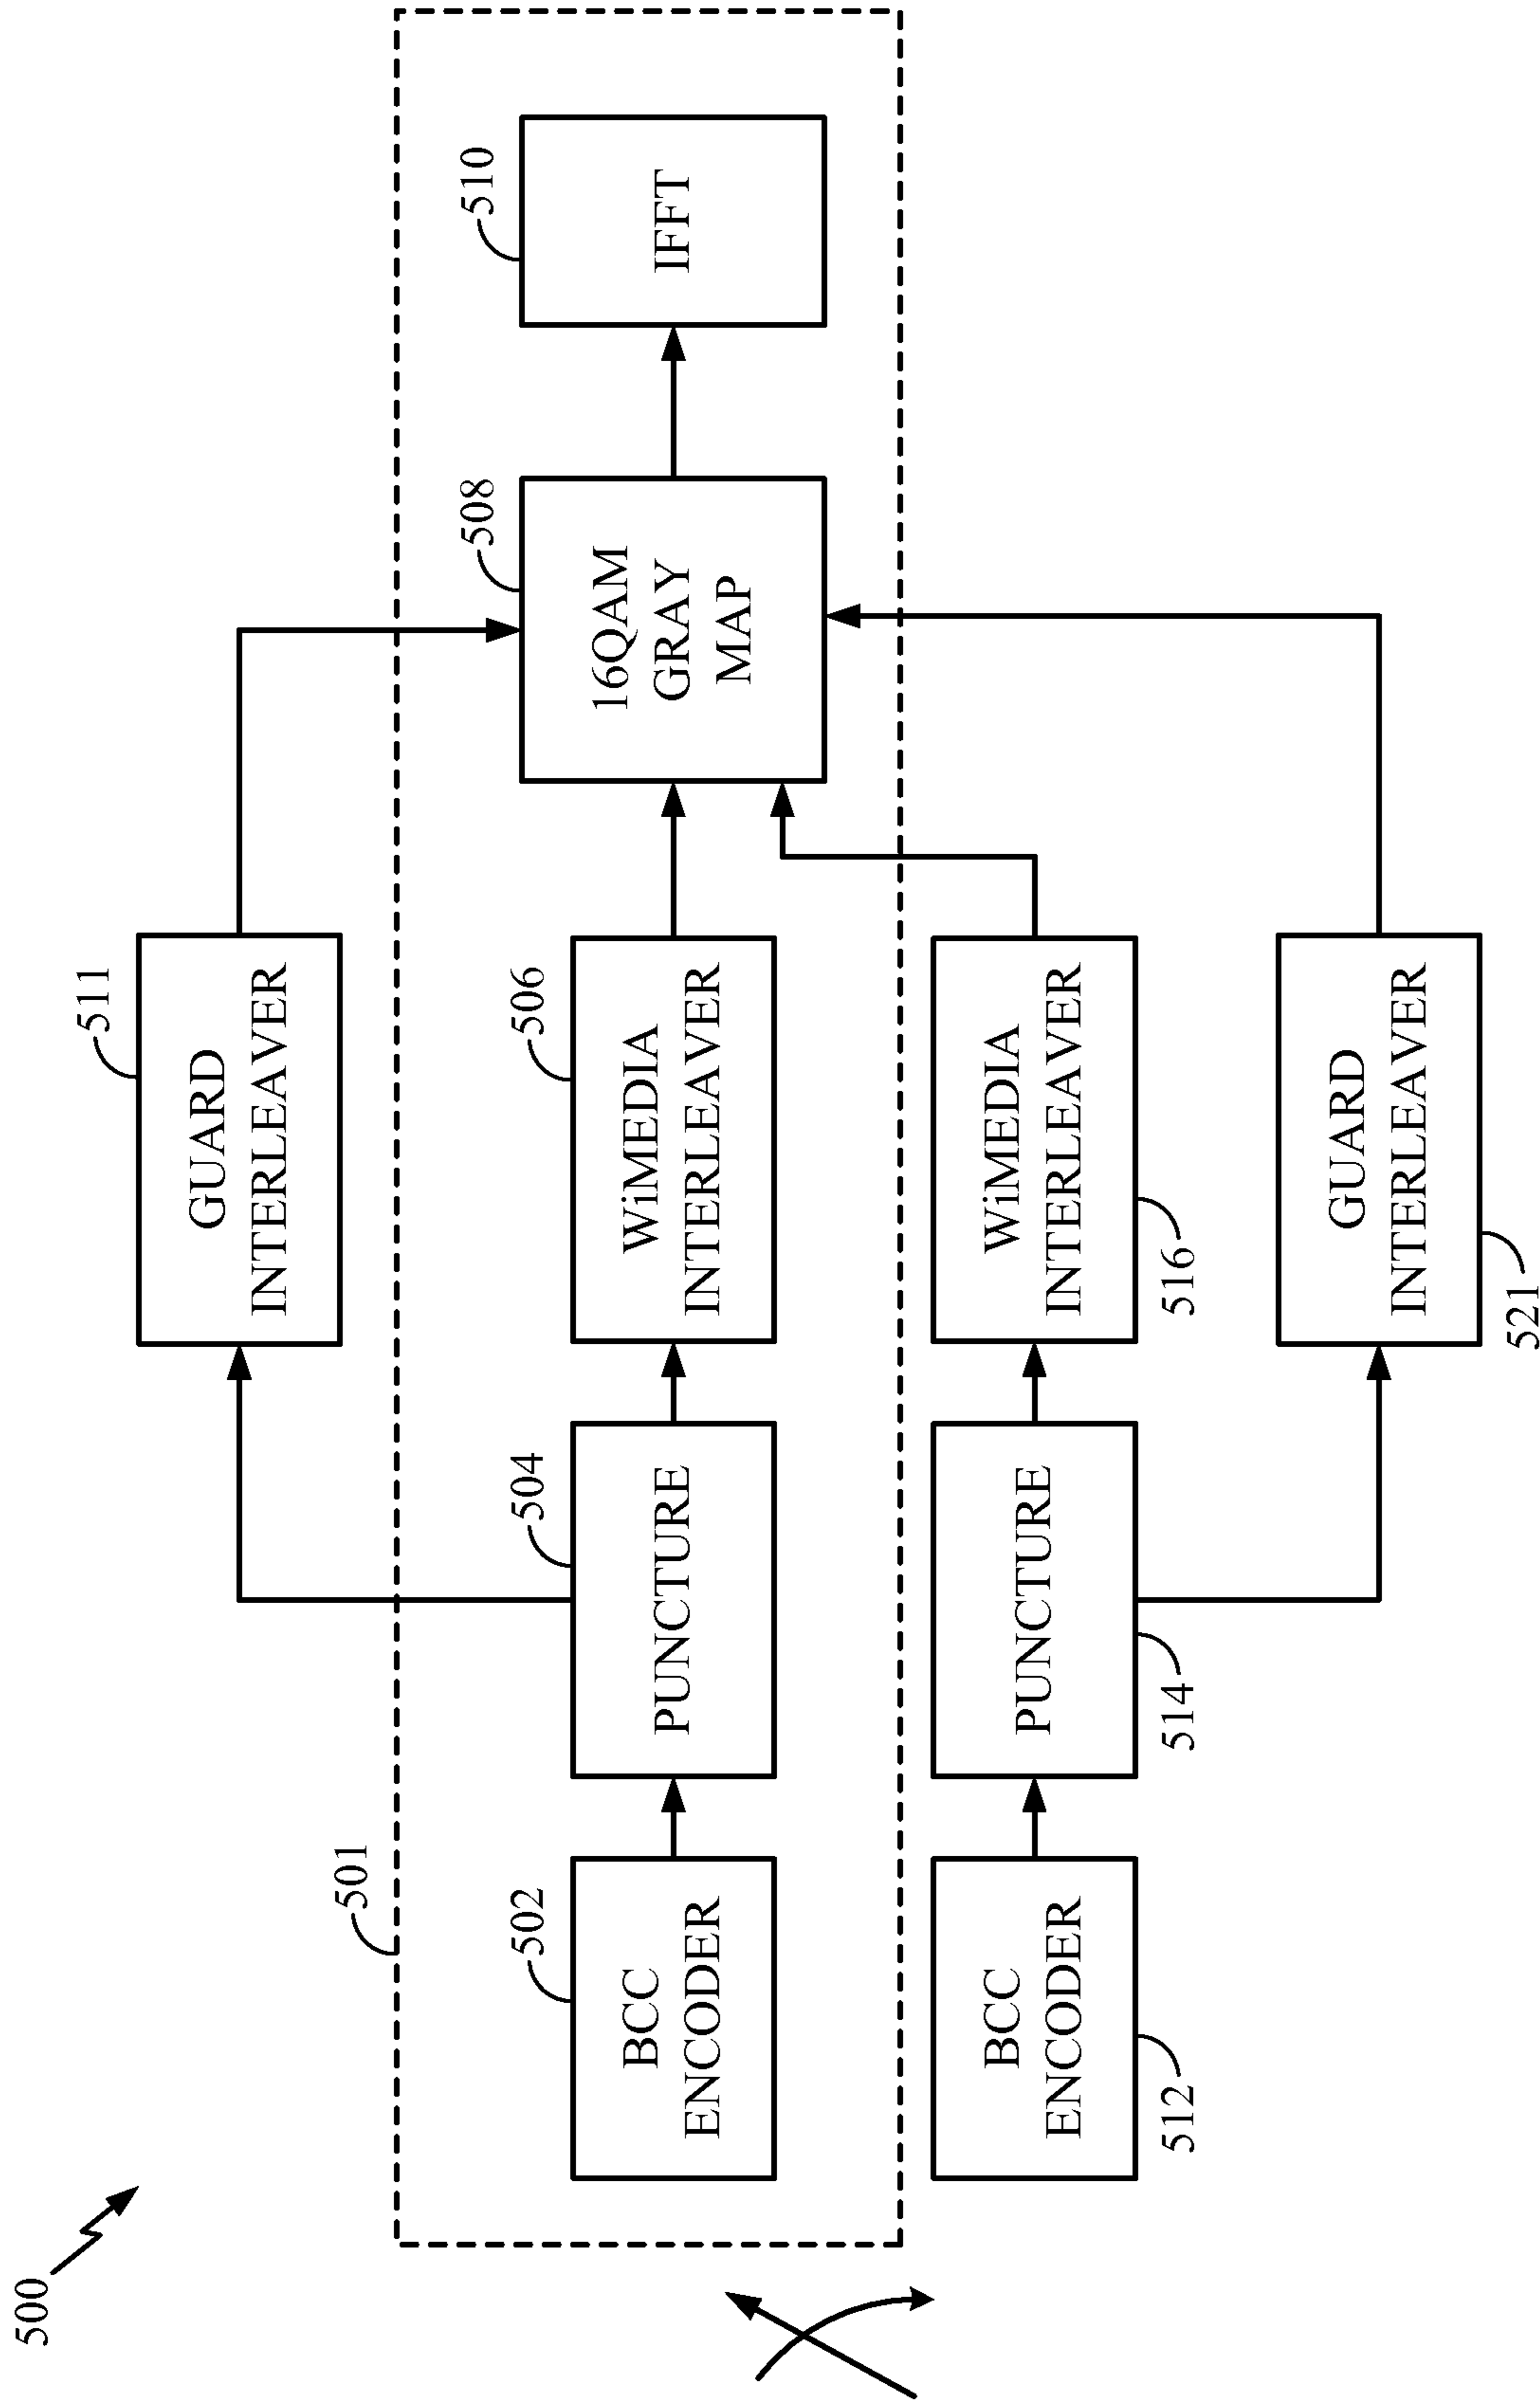 500
501
511
GUARD
INTERLEAVER
502
BCC
ENCODER
504
PUNCTURE
506
WiMEDIA
INTERLEAVER
508
16QAM
GRAY
MAP
510
IFFT
BCC
ENCODER
512
PUNCTURE
514
WiMEDIA
INTERLEAVER
516
GUARD
INTERLEAVER
521